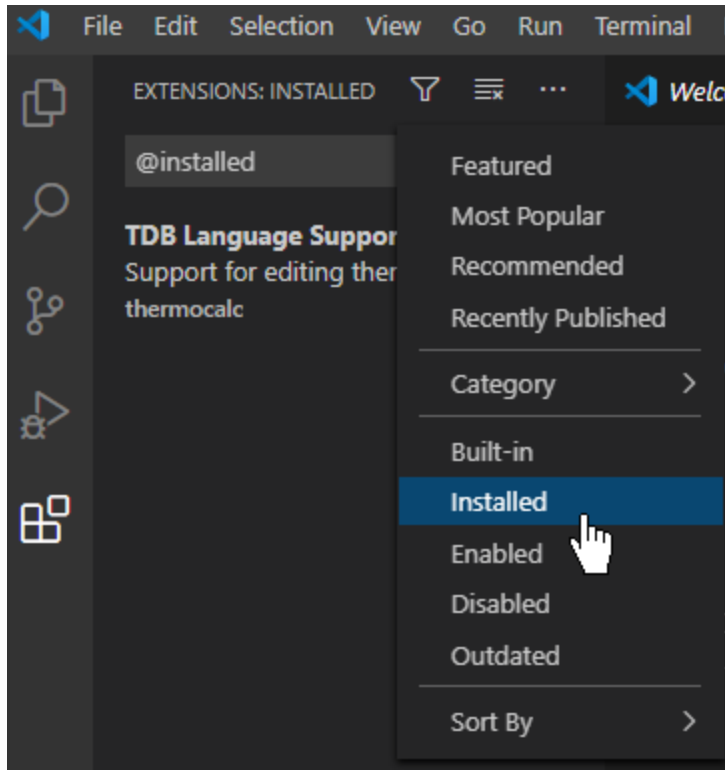 File Edit Selection View Go Run Terminal
EXTENSIONS: INSTALLED
Welc
@installed
TDB Language Suppor
Support for editing ther
thermocalc
Featured
Most Popular
Recommended
Recently Published
Category
Built-in
Installed
Enabled
Disabled
Outdated
Sort By